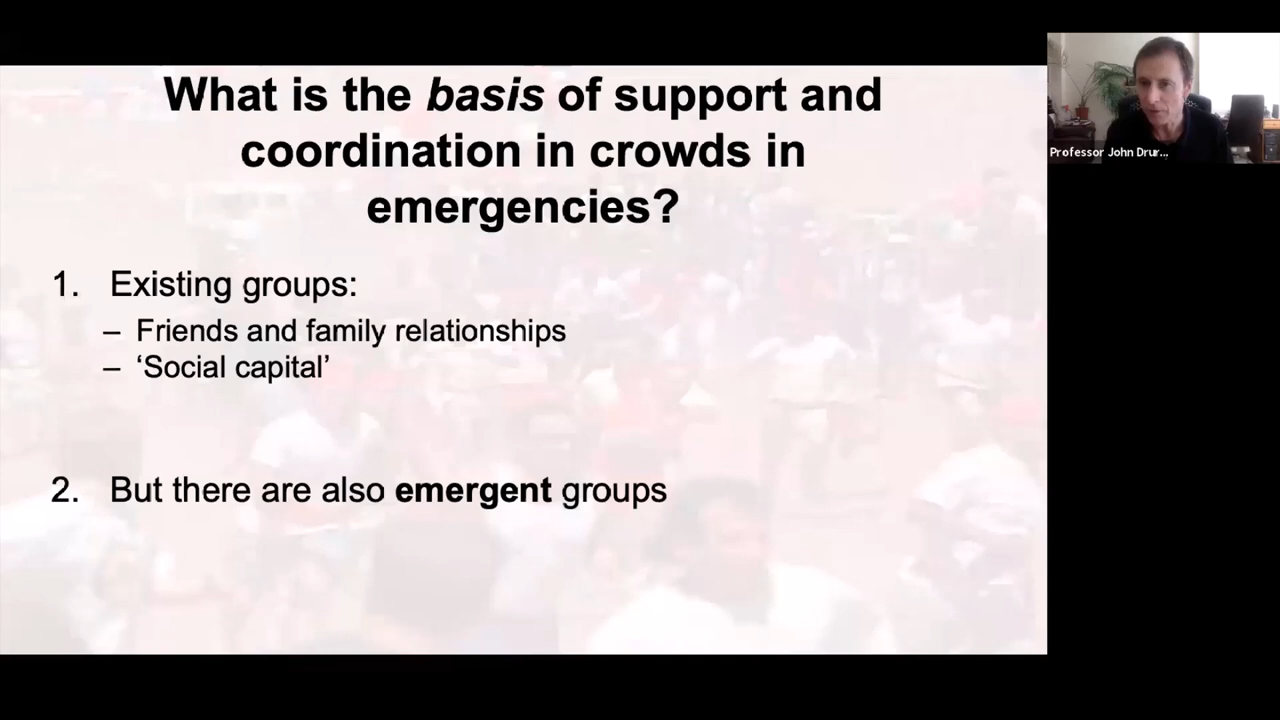 What is the basis of support and
coordination in crowds in
emergencies?
1. Existing groups:
– Friends and family relationships
– ‘Social capital’
2. But there are also emergent groups
Professor John Drur...